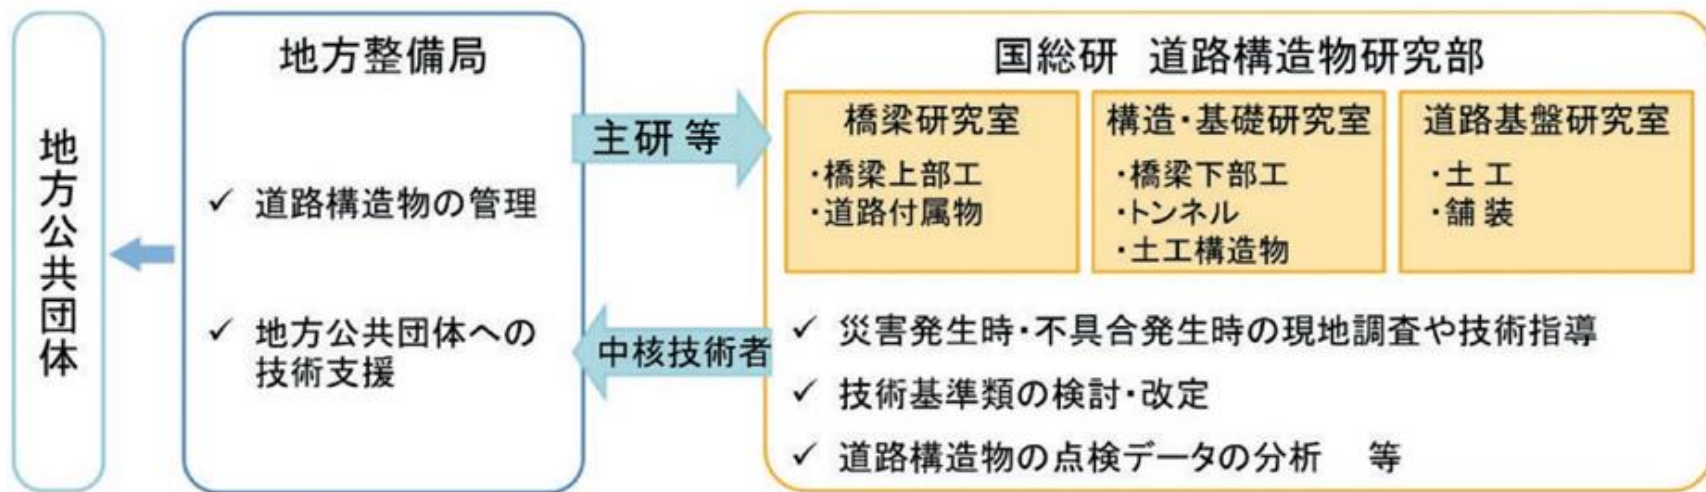 地方公共団体
地方整備局
✓ 道路構造物の管理
✓ 地方公共団体への
技術支援
主研 等
中核技術者
国総研 道路構造物研究部
橋梁研究室
・橋梁上部工
・道路付属物
構造・基礎研究室
・橋梁下部工
・トンネル
・土工構造物
道路基盤研究室
・土 工
・舗 装
✓ 災害発生時・不具合発生時の現地調査や技術指導
✓ 技術基準類の検討・改定
✓ 道路構造物の点検データの分析 等